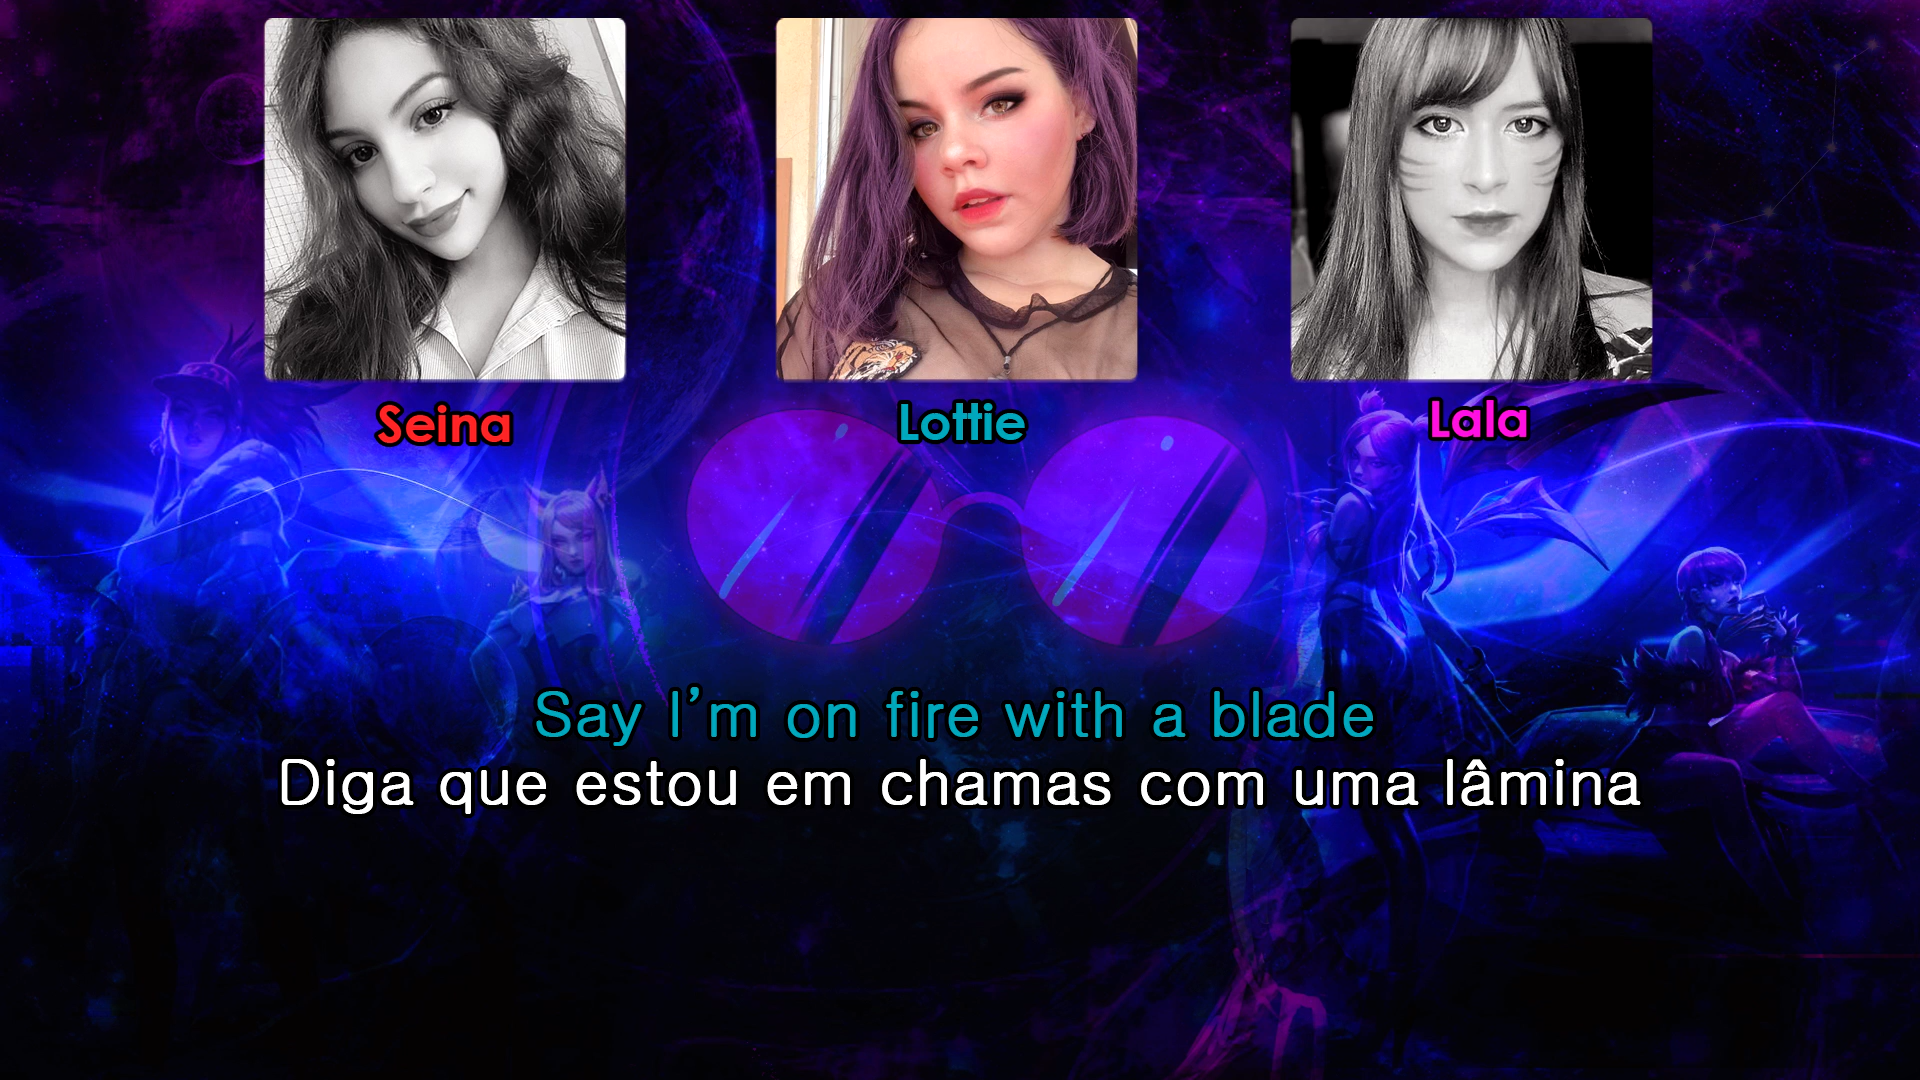 Seina
Lottie
Lala
Say I'm on fire with a blade
Diga que estou em chamas com uma lâmina